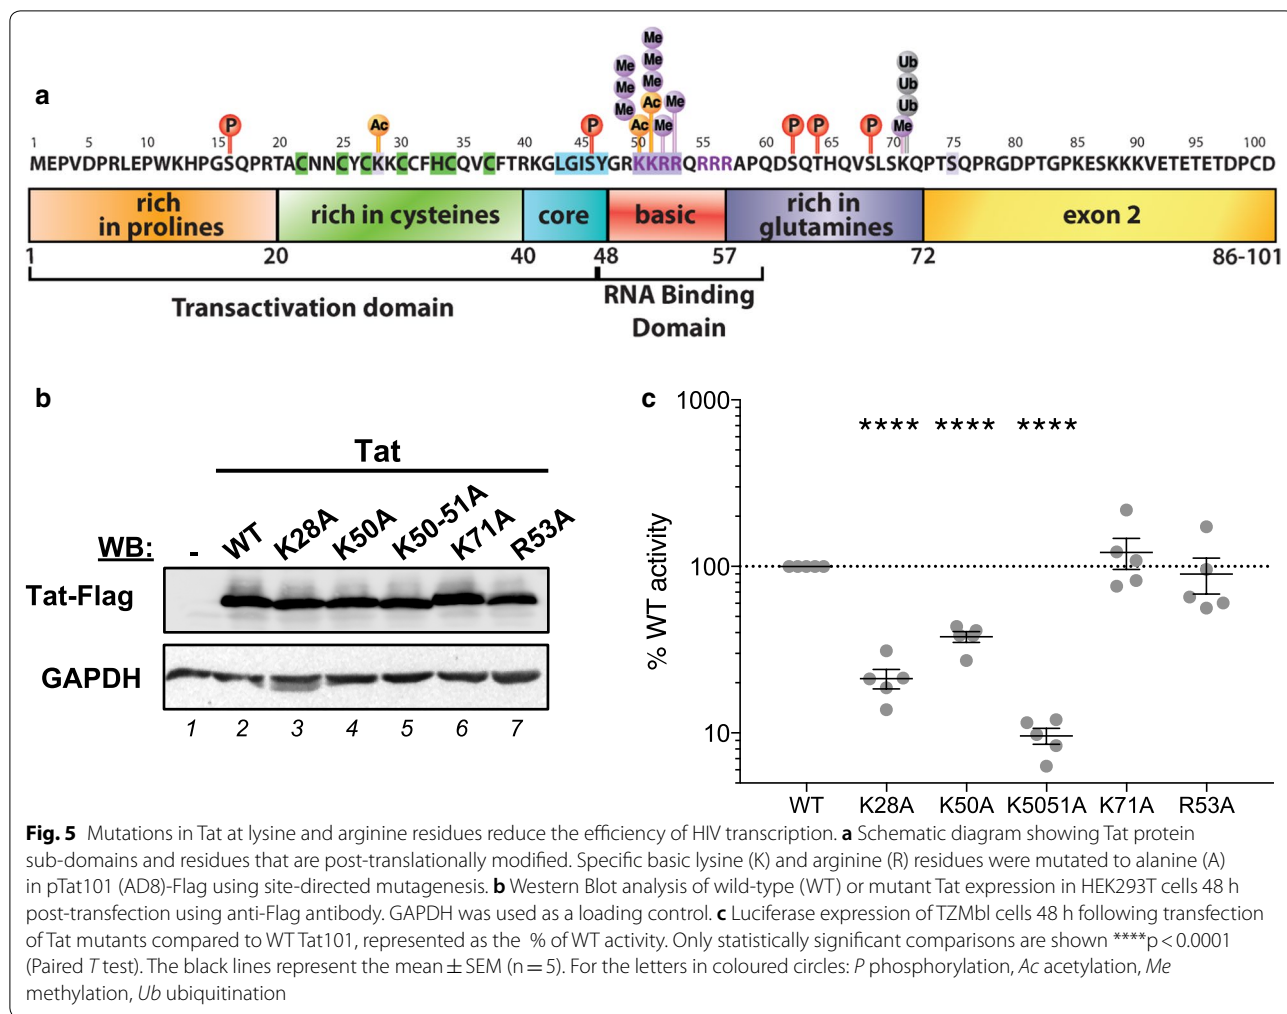 a
Me
Me Me
Me Me Ub
Me Me Ub
Me Ac Me Ub
P Ac P Ac Me P P P Me
1 5 10 15 20 25 30 35 40 45 50 51 55 60 65 70 75 80 85 90 95 100
MEPVDPRLEPWKHPGSQPRTACNNCYCKKCCFHCQVCFTRKGLGISYGRKKRRQRRRAPQDSQTHQVSLSKQPTSQPRGDPTGPKESKKKVETETETDPCD
rich in prolines
rich in cysteines
core
basic
rich in glutamines
exon 2
1 20 40 48 57 72 86-101
Transactivation domain
RNA Binding
Domain
b
Tat
WB: - WT K28A K50A K50-51A K71A R53A
Tat-Flag
GAPDH
1 2 3 4 5 6 7
c
% WT activity
1000
100
10
**** **** ****
WT K28A K50A K5051A K71A R53A
Fig. 5 Mutations in Tat at lysine and arginine residues reduce the efficiency of HIV transcription. a Schematic diagram showing Tat protein
sub-domains and residues that are post-translationally modified. Specific basic lysine (K) and arginine (R) residues were mutated to alanine (A)
in pTat101 (AD8)-Flag using site-directed mutagenesis. b Western Blot analysis of wild-type (WT) or mutant Tat expression in HEK293T cells 48 h
post-transfection using anti-Flag antibody. GAPDH was used as a loading control. c Luciferase expression of TZMbl cells 48 h following transfection
of Tat mutants compared to WT Tat101, represented as the % of WT activity. Only statistically significant comparisons are shown ****p < 0.0001
(Paired T test). The black lines represent the mean ± SEM (n = 5). For the letters in coloured circles: P phosphorylation, Ac acetylation, Me
methylation, Ub ubiquitination